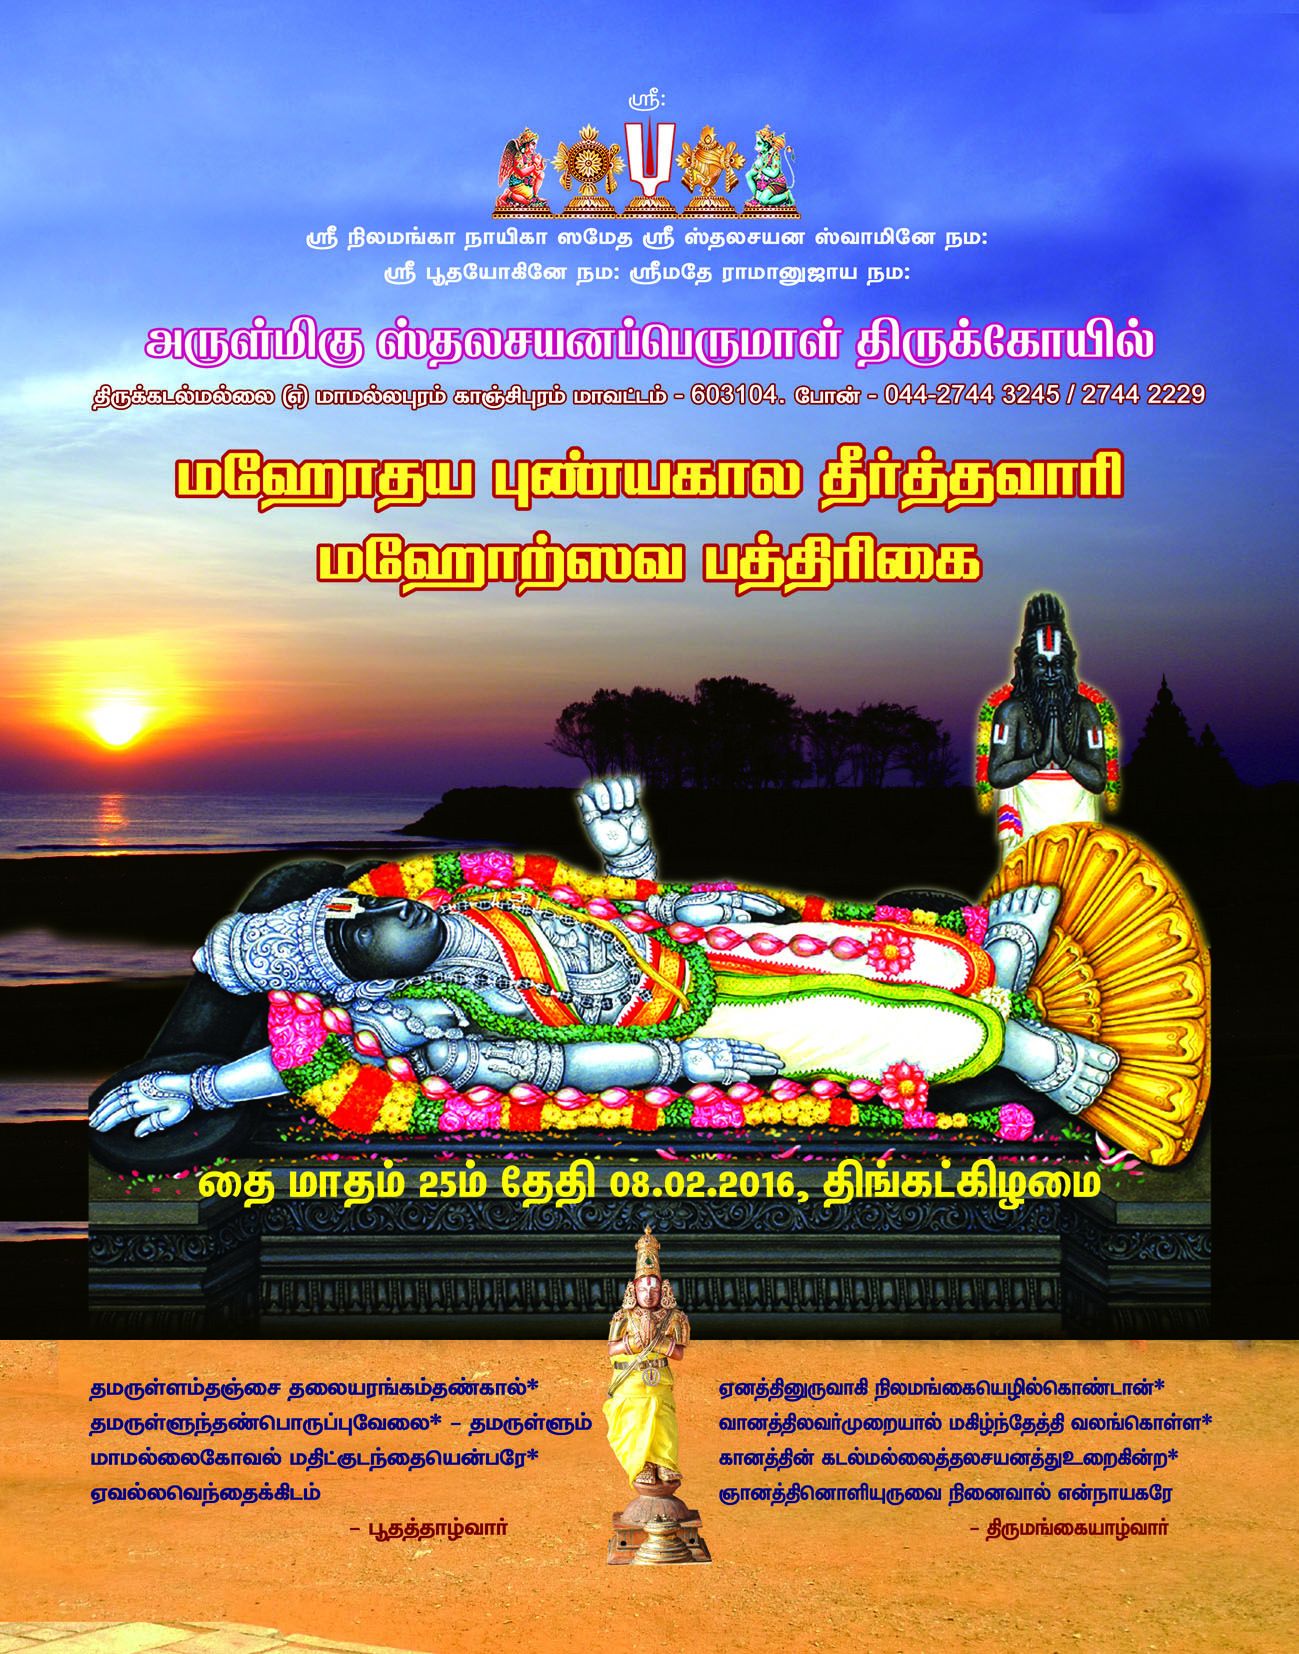 ஸ்ரீ:
ஸ்ரீ நிலமங்கா நாயிகா ஸமேத ஸ்ரீ ஸ்தலசயன ஸ்வாமினே நம:
ஸ்ரீ பூதயோகினே நம: ஸ்ரீமதே ராமானுஜாய நம:
அருள்மிகு ஸ்தலசயனப்பெருமாள் திருக்கோயில்
திருக்கடல்மல்லை (எ) மாமல்லபுரம் காஞ்சிபுரம் மாவட்டம் - 603104. போன் - 044-2744 3245 / 2744 2229
மஹோதய புண்யகால தீர்த்தவாரி
மஹோற்ஸவ பத்திரிகை
தை மாதம் 25ம் தேதி 08.02.2016, திங்கட்கிழமை
தமருள்ளம்தஞ்சை தலையரங்கம்தண்கால்*
தமருள்ளுந்தண்பொருப்புவேலை* – தமருள்ளும்
மாமல்லைகோவல் மதிட்குடந்தையென்பரே*
ஏவல்லவெந்தைக்கிடம்
– பூதத்தாழ்வார்
ஏனத்தினுருவாகி நிலமங்கையெழில்கொண்டான்*
வானத்திலவர்முறையால் மகிழ்ந்தேத்தி வலங்கொள்ள*
கானத்தின் கடல்மல்லைத்தலசயனத்துஉறைகின்ற*
ஞானத்தினொளியுருவை நினைவால் என்நாயகரே
– திருமங்கையாழ்வார்